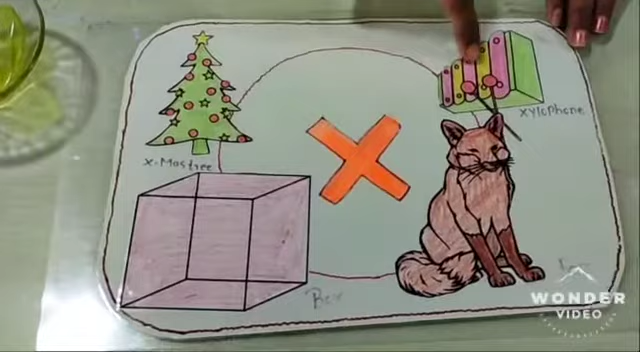 xylophone
x-Mas tree
X
Box
WONDER
VIDEO